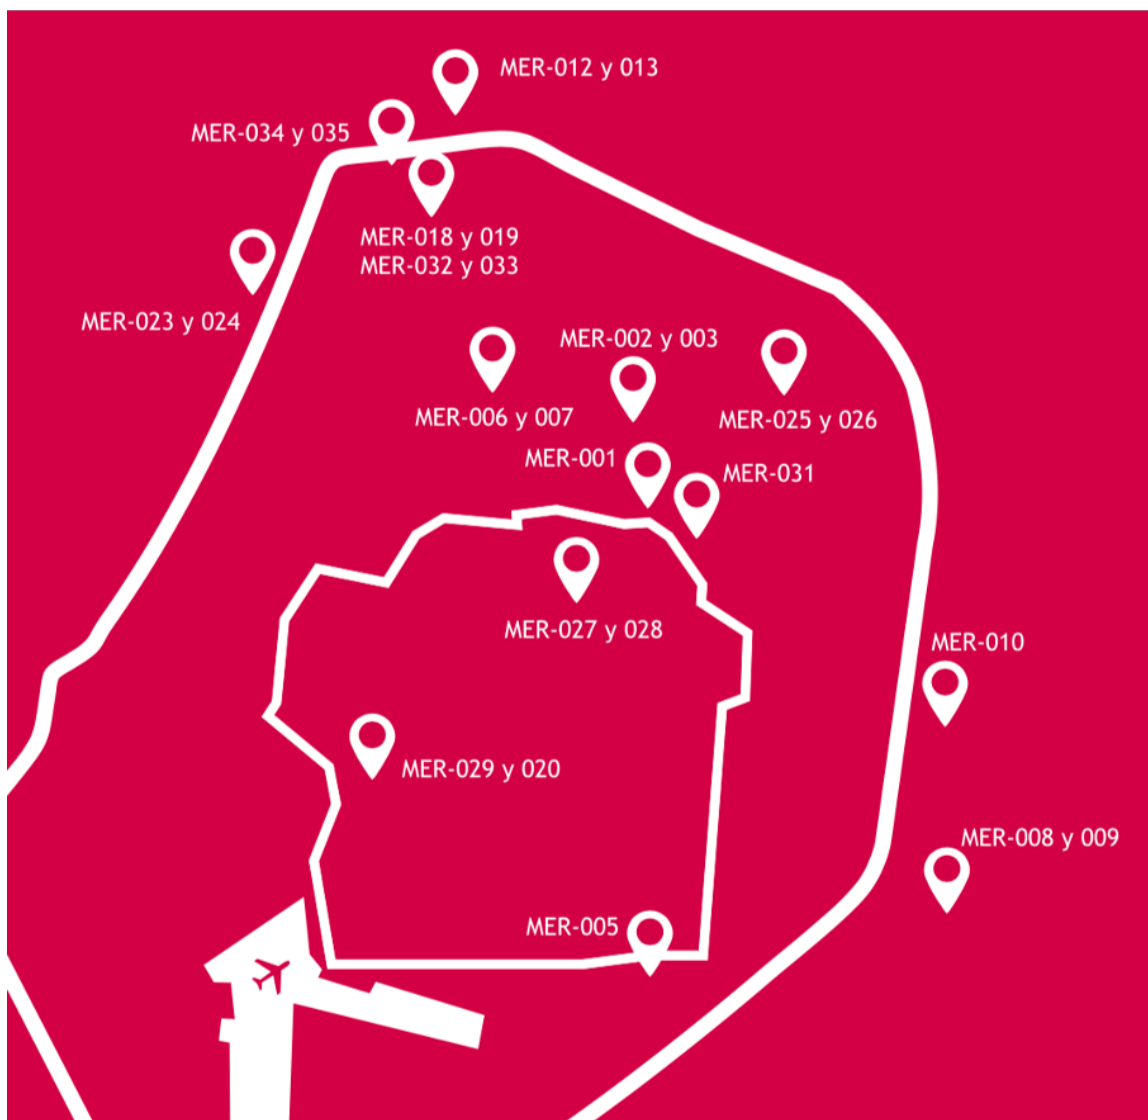 MER-012 y 013
MER-034 y 035
MER-018 y 019
MER-032 y 033
MER-023 y 024
MER-002 y 003
MER-006 y 007
MER-025 y 026
MER-001
MER-031
MER-027 y 028
MER-010
MER-029 y 020
MER-008 y 009
MER-005